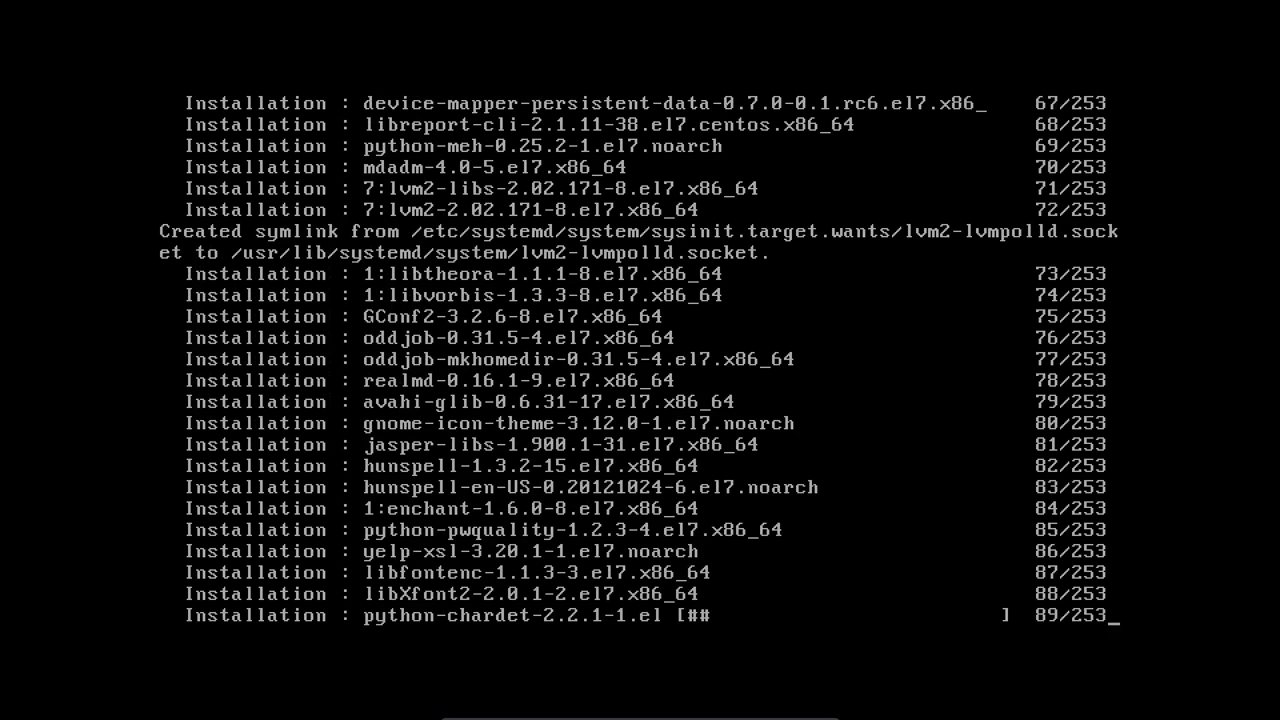 Installation : device-mapper-persistent-data-0.7.0-0.1.rc6.el7.x86_ 67/253
Installation : libreport-cli-2.1.11-38.el7.centos.x86_64 68/253
Installation : python-meh-0.25.2-1.el7.noarch 69/253
Installation : mdadm-4.0-5.el7.x86_64 70/253
Installation : 7:lvm2-libs-2.02.171-8.el7.x86_64 71/253
Installation : 7:lvm2-2.02.171-8.el7.x86_64 72/253
Created symlink from /etc/systemd/system/sysinit.target.wants/lvm2-lvmpolld.sock
et to /usr/lib/systemd/system/lvm2-lvmpolld.socket.
Installation : 1:libtheora-1.1.1-8.el7.x86_64 73/253
Installation : 1:libvorbis-1.3.3-8.el7.x86_64 74/253
Installation : GConf2-3.2.6-8.el7.x86_64 75/253
Installation : oddjob-0.31.5-4.el7.x86_64 76/253
Installation : oddjob-mkhomedir-0.31.5-4.el7.x86_64 77/253
Installation : realmd-0.16.1-9.el7.x86_64 78/253
Installation : avahi-glib-0.6.31-17.el7.x86_64 79/253
Installation : gnome-icon-theme-3.12.0-1.el7.noarch 80/253
Installation : jasper-libs-1.900.1-31.el7.x86_64 81/253
Installation : hunspell-1.3.2-15.el7.x86_64 82/253
Installation : hunspell-en-US-0.20121024-6.el7.noarch 83/253
Installation : 1:enchant-1.6.0-8.el7.x86_64 84/253
Installation : python-pwquality-1.2.3-4.el7.x86_64 85/253
Installation : yelp-xsl-3.20.1-1.el7.noarch 86/253
Installation : libfontenc-1.1.3-3.el7.x86_64 87/253
Installation : libXfont2-2.0.1-2.el7.x86_64 88/253
Installation : python-chardet-2.2.1-1.el [## ] 89/253_